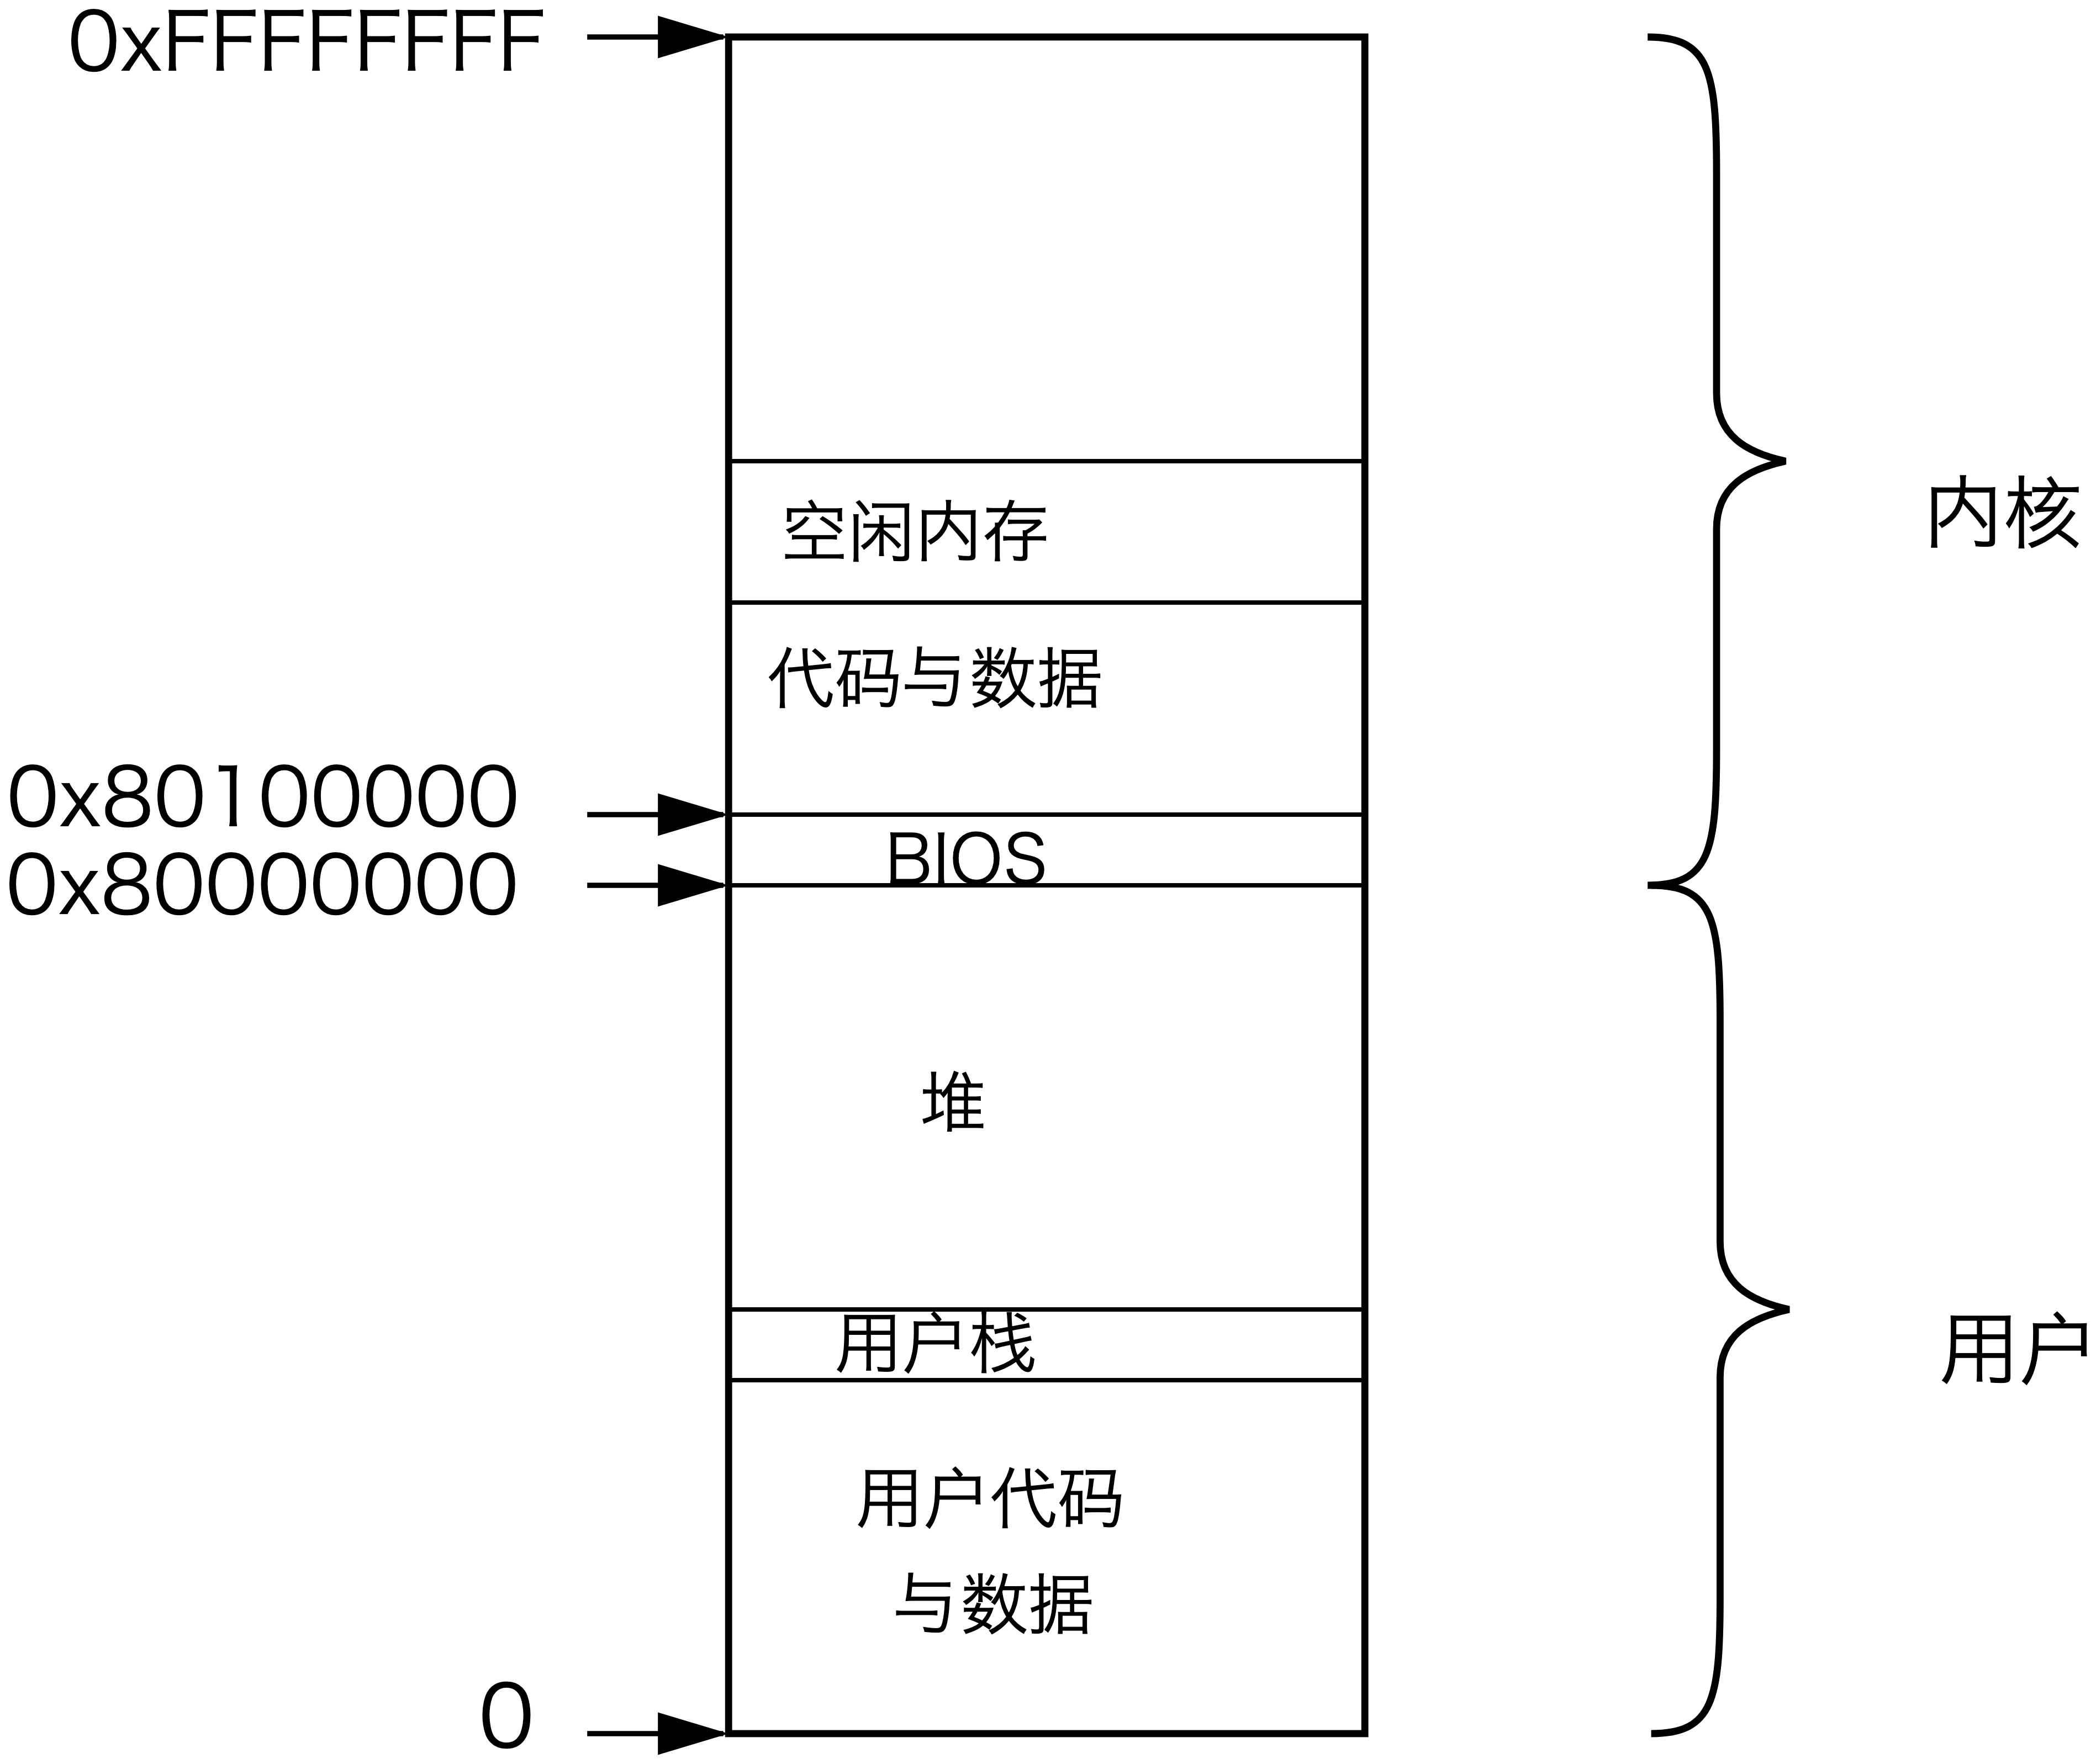 0xFFFFFFFF
空闲内存
内核
代码与数据
0x80100000
BIOS
0x80000000
堆
用户栈
用户
用户代码
与数据
0